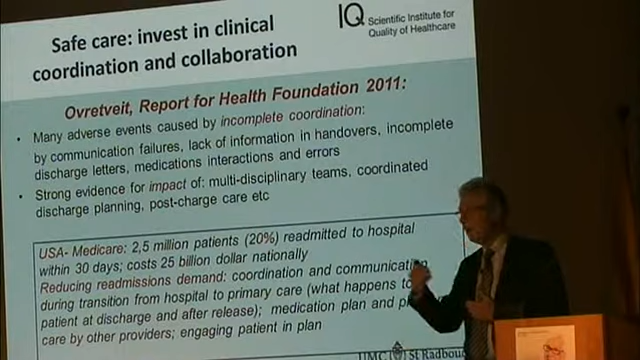 Safe care: invest in clinical
coordination and collaboration
IQ Scientific Institute for
Quality of Healthcare
Ovretveit, Report for Health Foundation 2011:
• Many adverse events caused by incomplete coordination:
by communication failures, lack of information in handovers, incomplete
discharge letters, medications interactions and errors
• Strong evidence for impact of: multi-disciplinary teams, coordinated
discharge planning, post-charge care etc
USA- Medicare: 2,5 million patients (20%) readmitted to hospital
within 30 days; costs 25 billion dollar nationally
Reducing readmissions demand: coordination and communication
during transition from hospital to primary care (what happens to
patient at discharge and after release); medication plan and
care by other providers; engaging patient in plan
UMC St Radboud